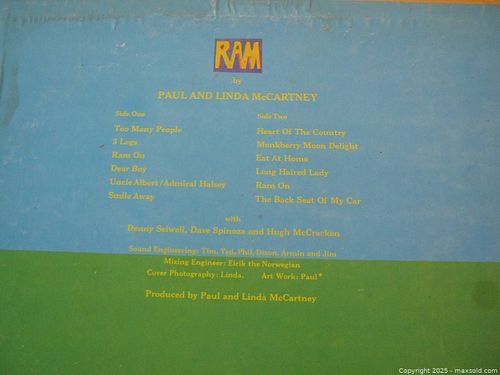 RAM
by
PAUL AND LINDA McCARTNEY
Side One
Too Many People
3 Legs
Ram On
Dear Boy
Uncle Albert/Admiral Halsey
Smile Away
Side Two
Heart Of The Country
Monkberry Moon Delight
Eat At Home
Long Haired Lady
Ram On
The Back Seat Of My Car
with
Denny Seiwell, Dave Spinoza and Hugh McCracken
Sound Engineering: Tim, Ted, Phil, Dixon, Armin and Jim
Mixing Engineer: Eirik the Norwegian
Cover Photography: Linda. Art Work: Paul*
Produced by Paul and Linda McCartney
Copyright 2025 - maxsold.com